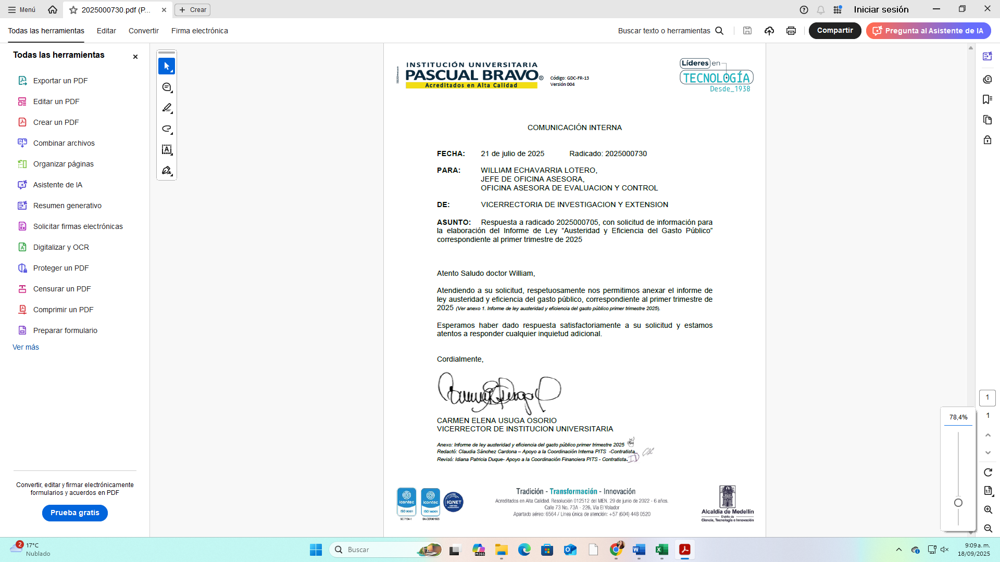 Menú
2025000730.pdf (P...
Crear
Iniciar sesión
Todas las herramientas
Editar
Convertir
Firma electrónica
Buscar texto o herramientas
Compartir
Pregunta al Asistente de IA
Todas las herramientas
Exportar un PDF
Editar un PDF
Crear un PDF
Combinar archivos
Organizar páginas
Asistente de IA
Resumen generativo
Solicitar firmas electrónicas
Digitalizar y OCR
Proteger un PDF
Censurar un PDF
Comprimir un PDF
Preparar formulario
Ver más
Convertir, editar y firmar electrónicamente
formularios y acuerdos en PDF
Prueba gratis
INSTITUCIÓN UNIVERSITARIA
PASCUAL BRAVO®
Acreditados en Alta Calidad
Código: GDC-FR-13
Versión 004
Líderes en
TECNOLOGÍA
Desde_1938
COMUNICACIÓN INTERNA
FECHA: 21 de julio de 2025 Radicado: 2025000730
PARA: WILLIAM ECHAVARRIA LOTERO,
JEFE DE OFICINA ASESORA,
OFICINA ASESORA DE EVALUACION Y CONTROL
DE: VICERRECTORIA DE INVESTIGACION Y EXTENSION
ASUNTO: Respuesta a radicado 2025000705, con solicitud de información para
la elaboración del Informe de Ley “Austeridad y Eficiencia del Gasto Público”
correspondiente al primer trimestre de 2025
Atento Saludo doctor William,
Atendiendo a su solicitud, respetuosamente nos permitimos anexar el informe de
ley austeridad y eficiencia del gasto público, correspondiente al primer trimestre de
2025 (Ver anexo 1. Informe de ley austeridad y eficiencia del gasto público primer trimestre 2025).
Esperamos haber dado respuesta satisfactoriamente a su solicitud y estamos
atentos a responder cualquier inquietud adicional.
Cordialmente,
CARMEN ELENA USUGA OSORIO
VICERRECTOR DE INSTITUCION UNIVERSITARIA
Anexo: Informe de ley austeridad y eficiencia del gasto público primer trimestre 2025
Redactó: Claudia Sánchez Cardona – Apoyo a la Coordinación Interna PITS -Contratista
Revisó: Idiana Patricia Duque- Apoyo a la Coordinación Financiera PITS - Contratista.
icontec
ISO 9001
SC 7134-1
icontec
ISO 14001
SA-CER901505
IQNET
Tradición - Transformación - Innovación
Acreditados en Alta Calidad. Resolución 012512 del MEN. 29 de junio de 2022 - 6 años.
Calle 73 No. 73A - 226, Vía El Volador
Apartado aéreo: 6564 / Línea única de atención: +57 (604) 448 0520
Alcaldía de Medellín
Distrito de
Ciencia, Tecnología e Innovación
1
1
78,4%
2
17°C
Nublado
Buscar
M365
9:09 a. m.
18/09/2025